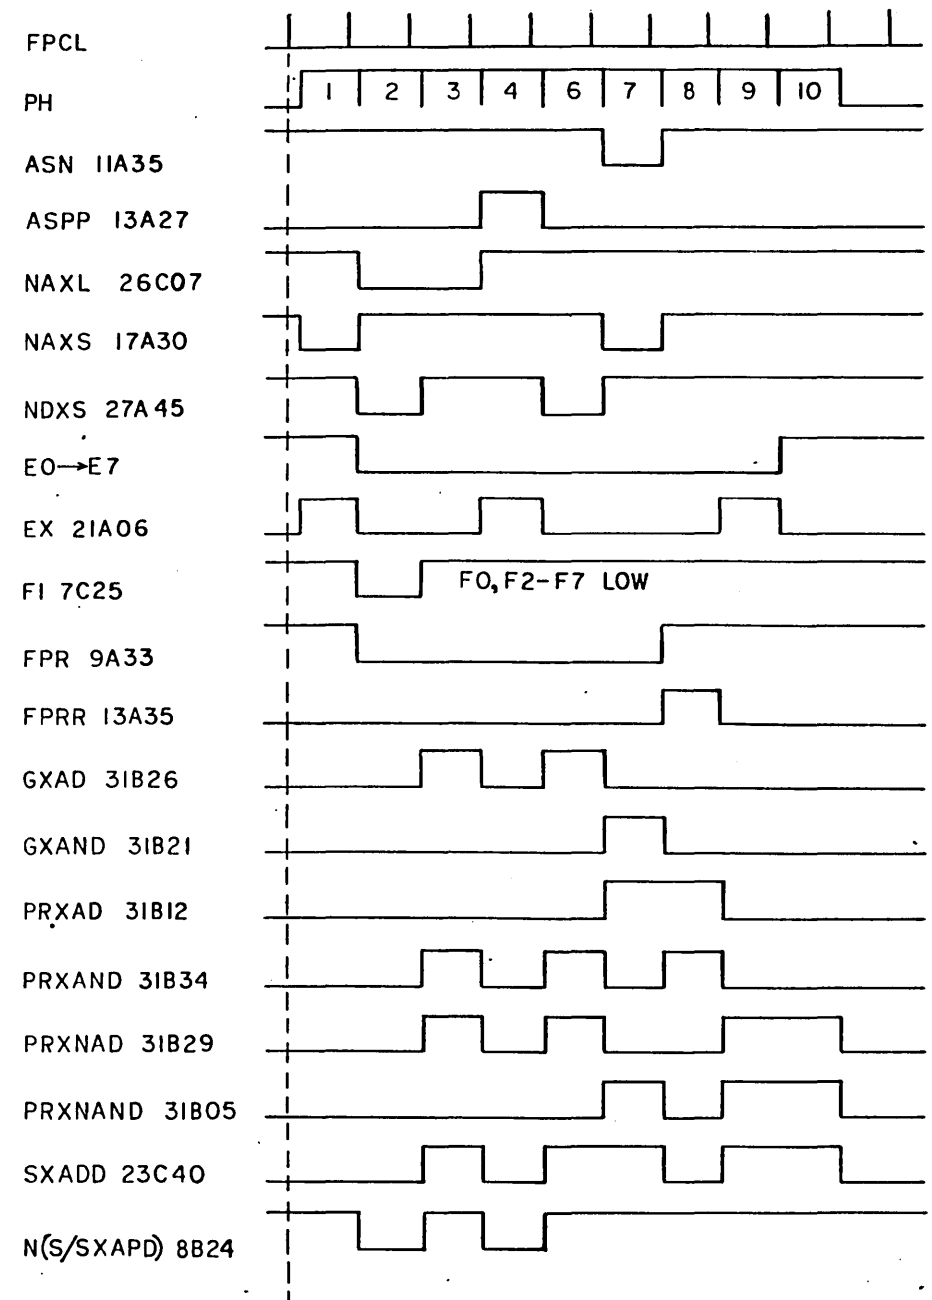 FPCL
PH 1 2 3 4 6 7 8 9 10
ASN 11A35
ASPP 13A27
NAXL 26C07
NAXS 17A30
NDXS 27A45
E0→E7
EX 21A06
F1 7C25 F0, F2-F7 LOW
FPR 9A33
FPRR 13A35
GXAD 31B26
GXAND 31B21
PRXAD 31B12
PRXAND 31B34
PRXNAD 31B29
PRXNAND 31B05
SXADD 23C40
N(S/SXAPD) 8B24